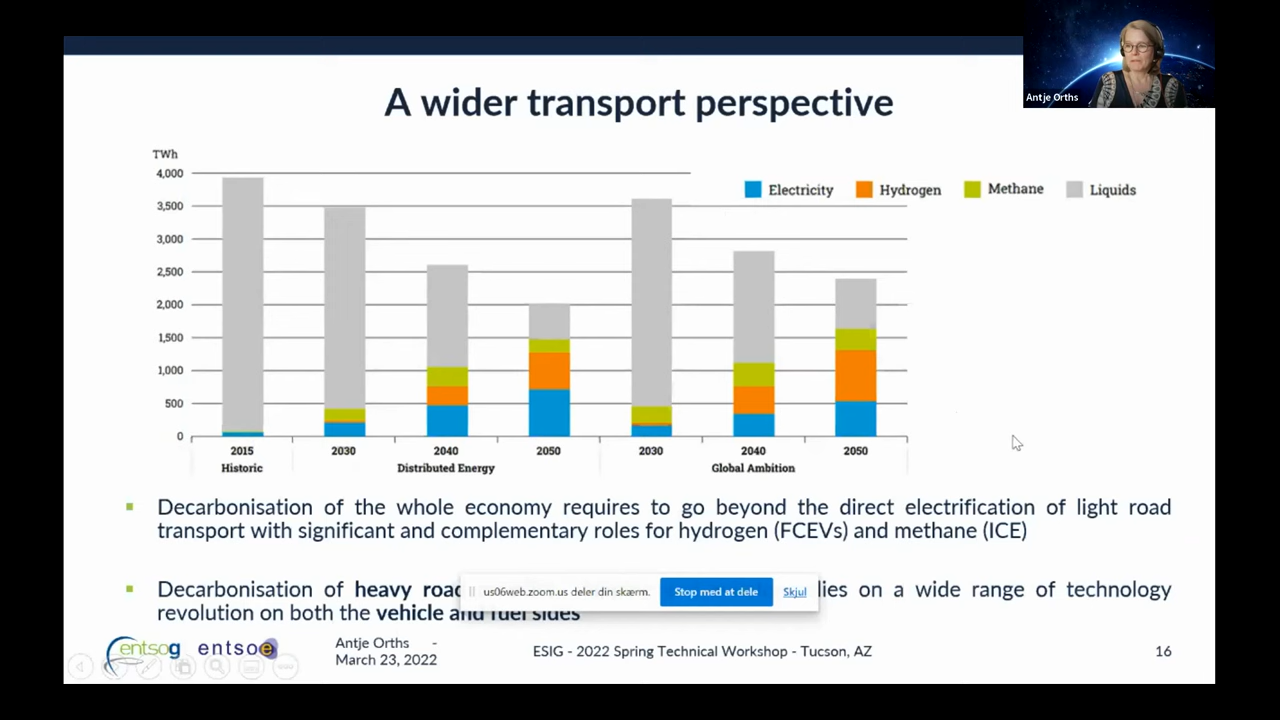 Antje Orths
A wider transport perspective
TWh
4,000
3,500
3,000
2,500
2,000
1,500
1,000
500
0
Electricity Hydrogen Methane Liquids
2015 2030 2040 2050 2030 2040 2050
Historic Distributed Energy Global Ambition
Decarbonisation of the whole economy requires to go beyond the direct electrification of light road
transport with significant and complementary roles for hydrogen (FCEVs) and methane (ICE)
Decarbonisation of heavy road
lies on a wide range of technology
us06web.zoom.us deler din skærm. Stop med at dele Skjul
revolution on both the vehicle and fuel sides
entsog entsoe
Antje Orths -
March 23, 2022
ESIG - 2022 Spring Technical Workshop - Tucson, AZ
16